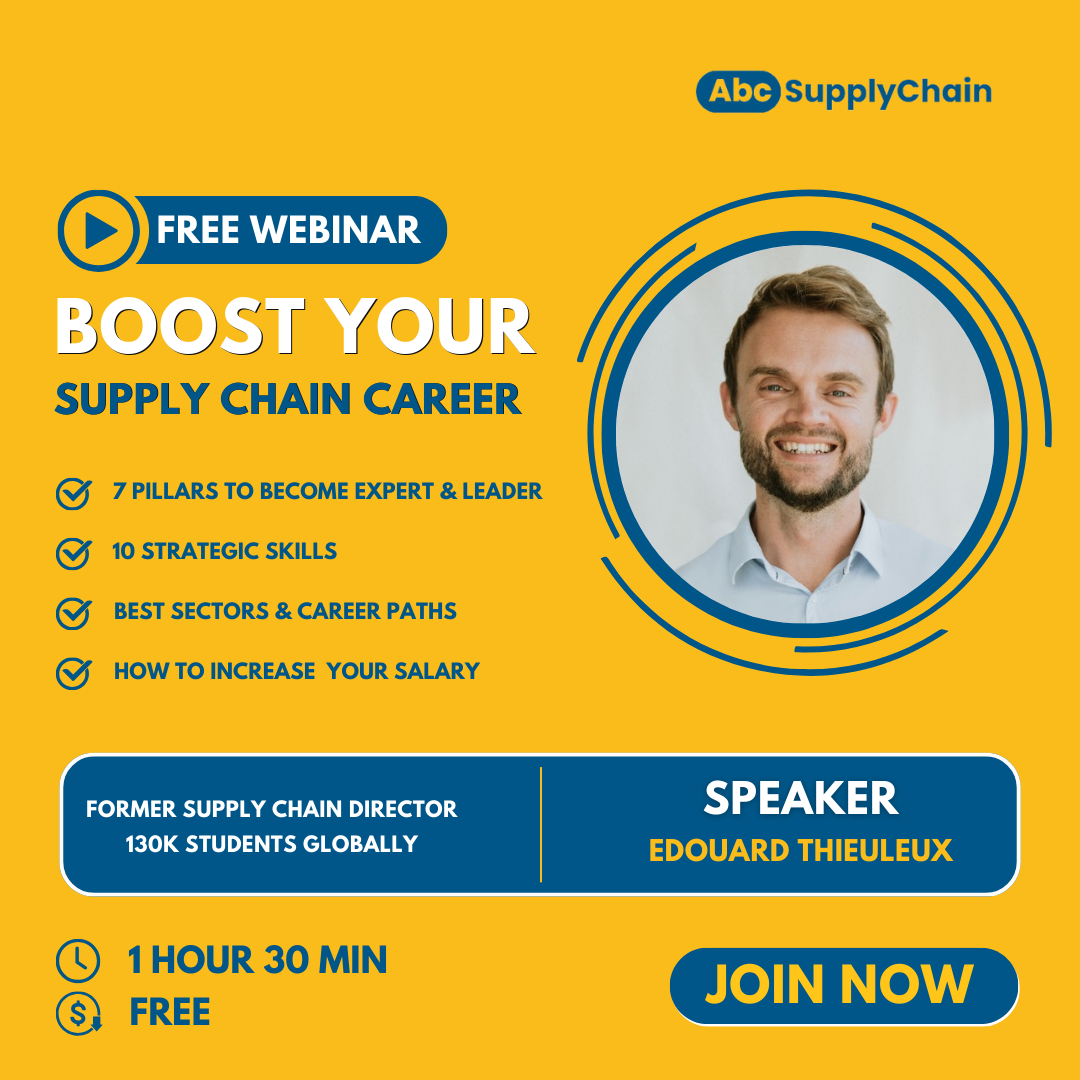 Abc SupplyChain
FREE WEBINAR
BOOST YOUR
SUPPLY CHAIN CAREER
7 PILLARS TO BECOME EXPERT & LEADER
10 STRATEGIC SKILLS
BEST SECTORS & CAREER PATHS
HOW TO INCREASE YOUR SALARY
FORMER SUPPLY CHAIN DIRECTOR
130K STUDENTS GLOBALLY
SPEAKER
EDOUARD THIEULEUX
1 HOUR 30 MIN
$
FREE
JOIN NOW